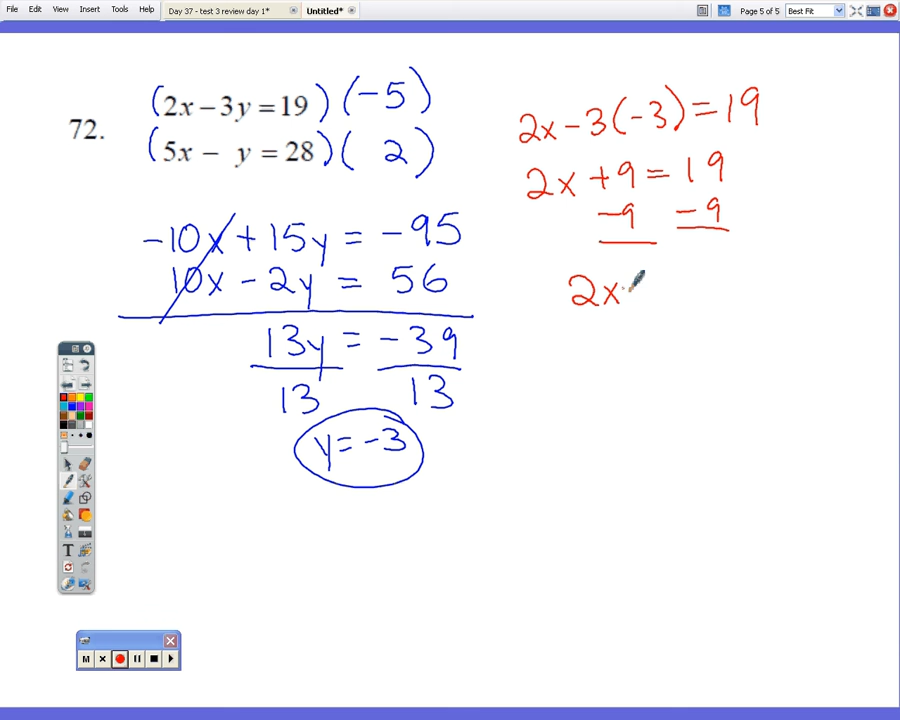 File Edit View Insert Tools Help
Day 37 - test 3 review day 1*
Untitled*
Page 5 of 5
Best Fit
72.
(2x – 3y = 19) (-5)
(5x – y = 28) ( 2)
-10x + 15y = -95
10x - 2y = 56
13y = -39
13 13
y = -3
2x - 3(-3) = 19
2x + 9 = 19
-9 -9
2x
T
M